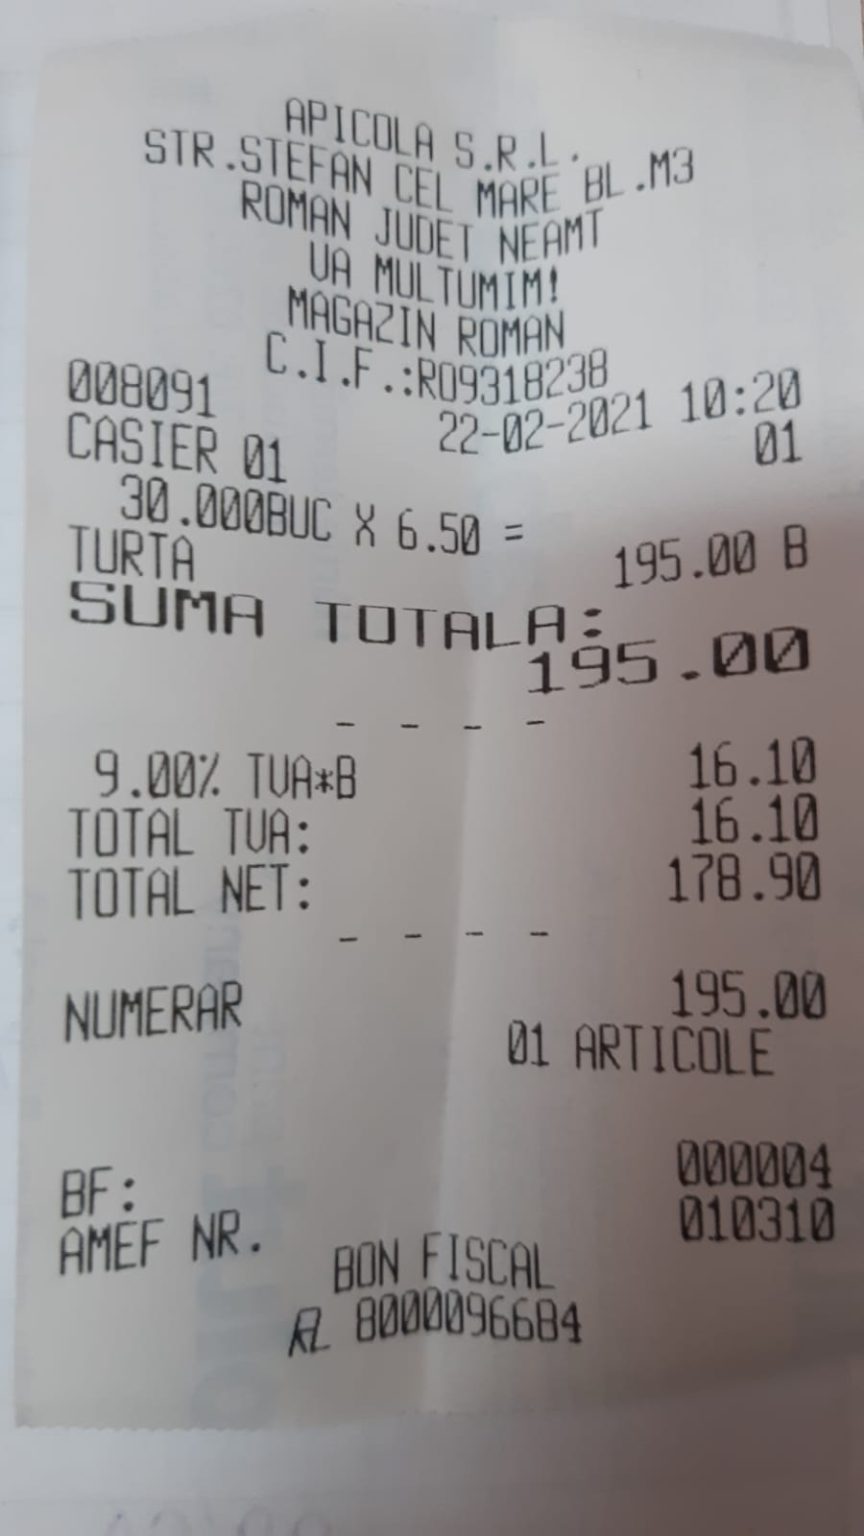 APICOLA S.R.L.
STR.STEFAN CEL MARE BL.M3
ROMAN JUDET NEAMT
VA MULTUMIM!
MAGAZIN ROMAN
C.I.F.:RO9318238
008091 22-02-2021 10:20
CASIER 01 01
30.000BUC X 6.50 =
TURTA 195.00 B
SUMA TOTALA:
195.00
- - - -
9.00% TVA*B 16.10
TOTAL TVA: 16.10
TOTAL NET: 178.90
- - - -
NUMERAR 195.00
01 ARTICOLE
BF: 000004
AMEF NR. 010310
BON FISCAL
8000096684